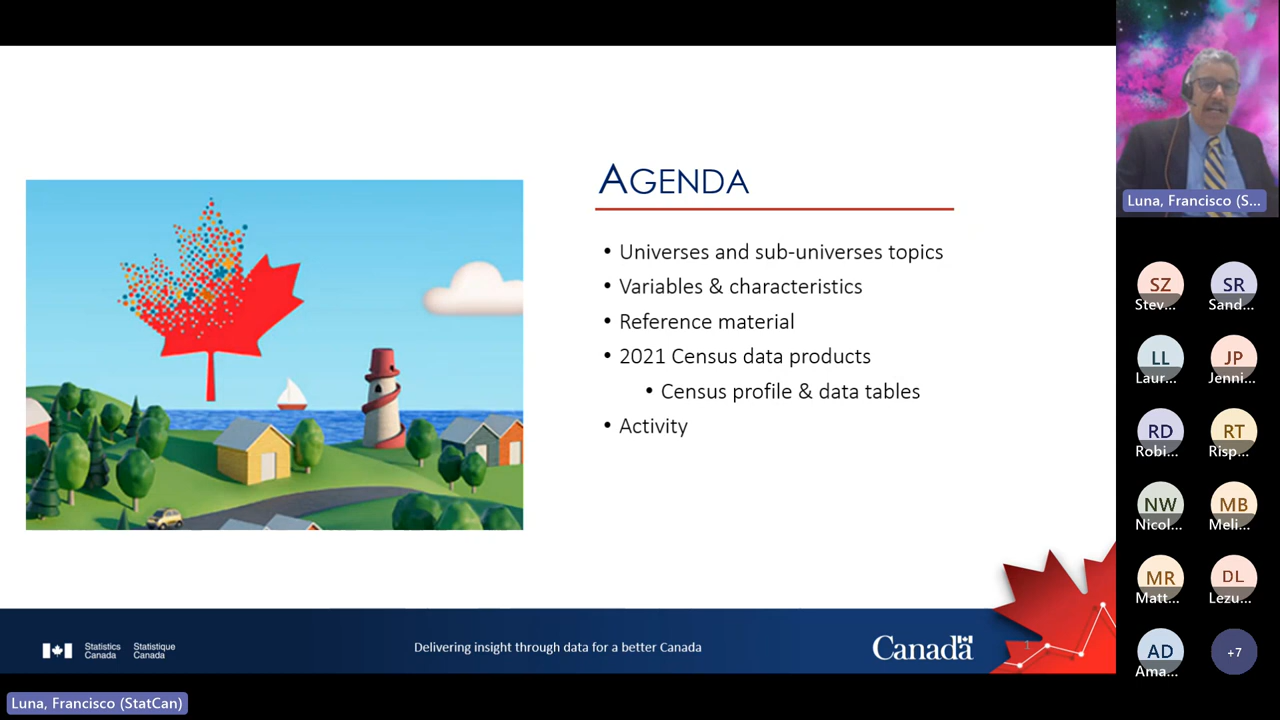 AGENDA
• Universes and sub-universes topics
• Variables & characteristics
• Reference material
• 2021 Census data products
• Census profile & data tables
• Activity
Statistics Canada
Statistique Canada
Delivering insight through data for a better Canada
Canada
1
Luna, Francisco (S...
SZ
Stev...
SR
Sand...
LL
Laur...
JP
Jenni...
RD
Robi...
RT
Risp...
NW
Nicol...
MB
Meli...
MR
Matt...
DL
Lezu...
AD
Ama...
+7
Luna, Francisco (StatCan)